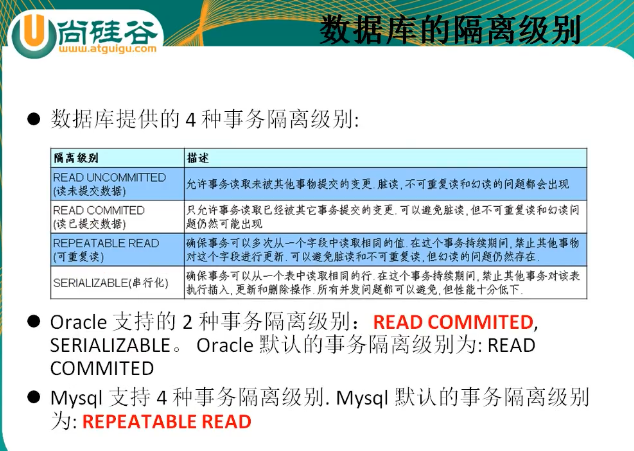 尚硅谷
www.atguigu.com
数据库的隔离级别
● 数据库提供的 4 种事务隔离级别:
隔离级别 描述
READ UNCOMMITTED
(读未提交数据)
允许事务读取未被其他事物提交的变更.脏读,不可重复读和幻读的问题都会出现
READ COMMITED
(读已提交数据)
只允许事务读取已经被其它事务提交的变更.可以避免脏读,但不可重复读和幻读问
题仍然可能出现
REPEATABLE READ
(可重复读)
确保事务可以多次从一个字段中读取相同的值.在这个事务持续期间,禁止其他事物
对这个字段进行更新.可以避免脏读和不可重复读,但幻读的问题仍然存在.
SERIALIZABLE(串行化)
确保事务可以从一个表中读取相同的行.在这个事务持续期间,禁止其他事务对该表
执行插入,更新和删除操作.所有并发问题都可以避免,但性能十分低下.
● Oracle 支持的 2 种事务隔离级别：READ COMMITED,
SERIALIZABLE。 Oracle 默认的事务隔离级别为: READ
COMMITED
● Mysql 支持 4 种事务隔离级别. Mysql 默认的事务隔离级别
为: REPEATABLE READ